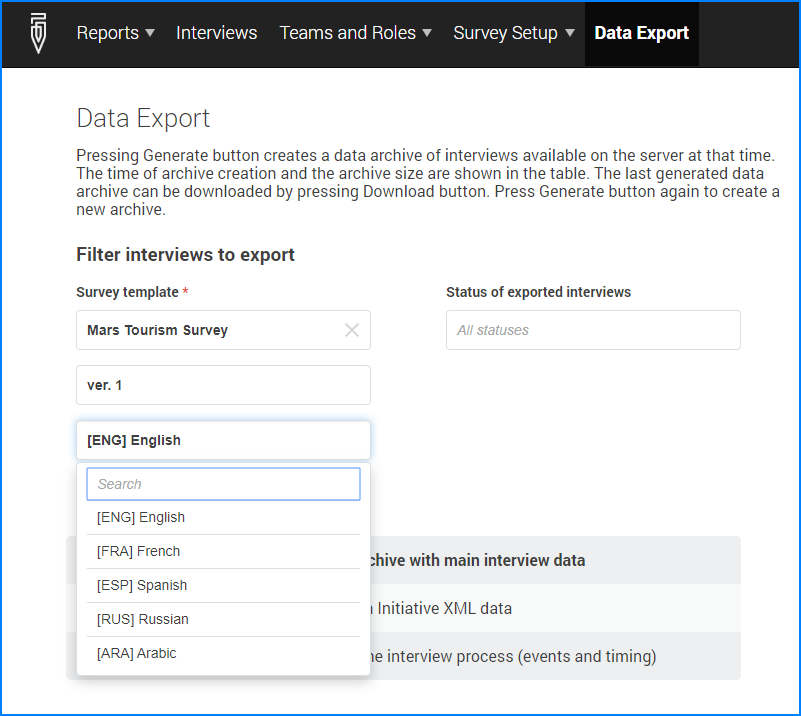 Reports Interviews Teams and Roles Survey Setup Data Export
Data Export
Pressing Generate button creates a data archive of interviews available on the server at that time.
The time of archive creation and the archive size are shown in the table. The last generated data
archive can be downloaded by pressing Download button. Press Generate button again to create a
new archive.
Filter interviews to export
Survey template *
Mars Tourism Survey
ver. 1
[ENG] English
Status of exported interviews
All statuses
Search
[ENG] English
[FRA] French
[ESP] Spanish
[RUS] Russian
[ARA] Arabic
with main interview data
Initiative XML data
interview process (events and timing)